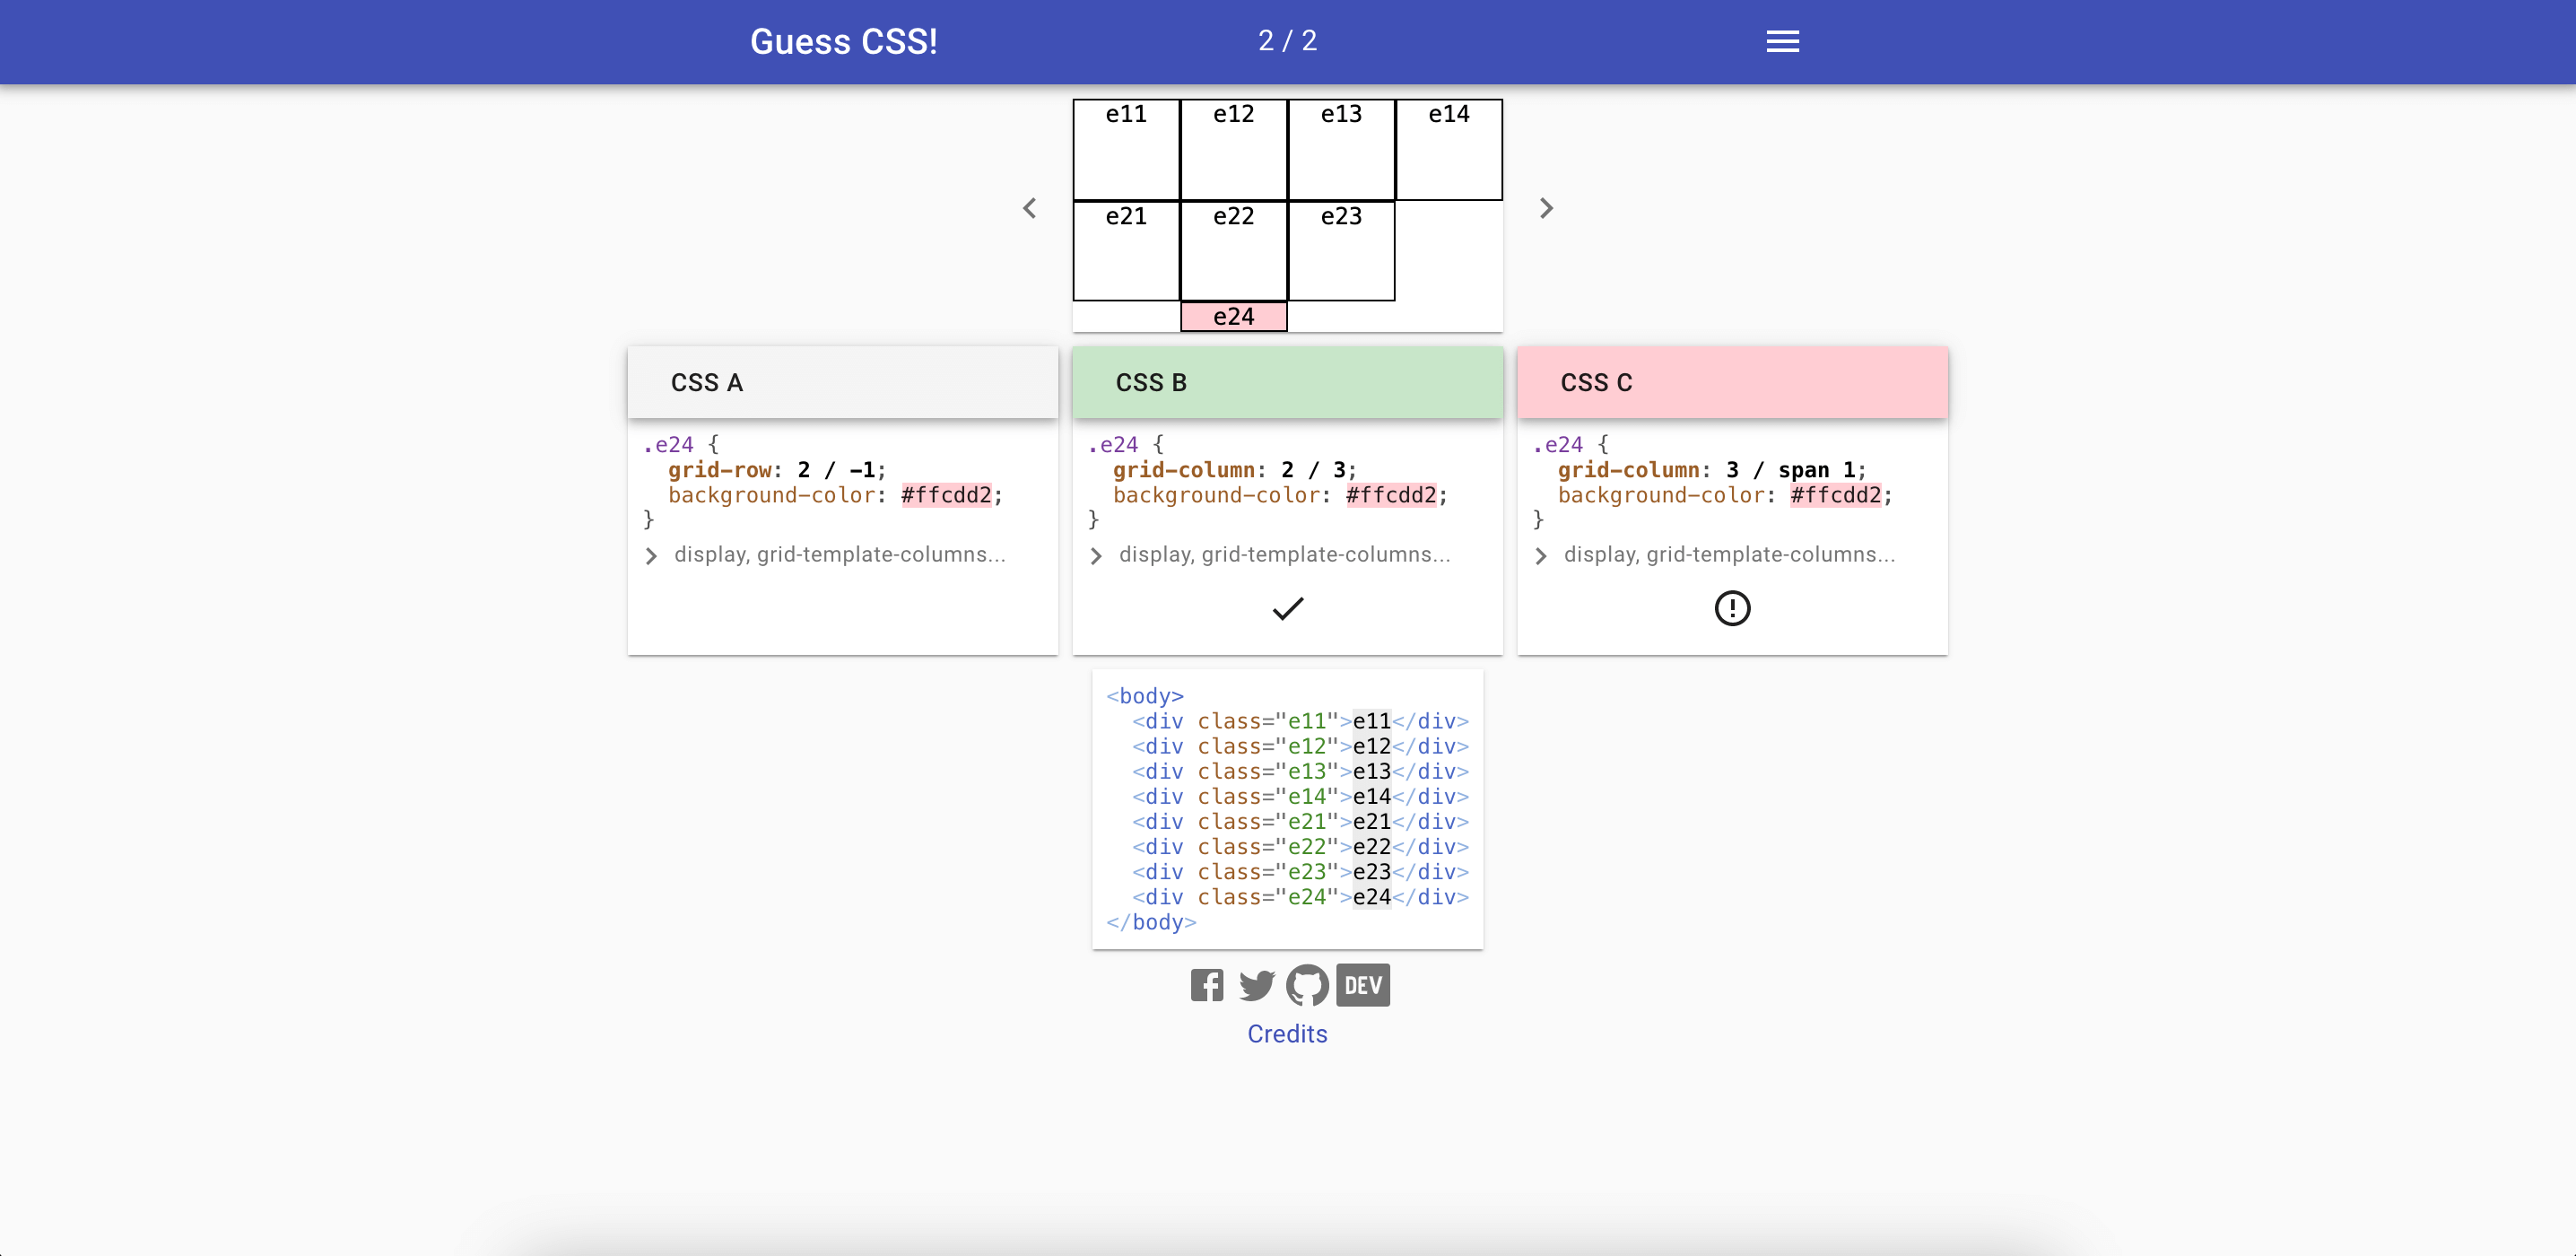 Guess CSS!
2 / 2
e11 e12 e13 e14
e21 e22 e23
e24
CSS A
.e24 {
  grid-row: 2 / -1;
  background-color: #ffcdd2;
}
display, grid-template-columns...
CSS B
.e24 {
  grid-column: 2 / 3;
  background-color: #ffcdd2;
}
display, grid-template-columns...
CSS C
.e24 {
  grid-column: 3 / span 1;
  background-color: #ffcdd2;
}
display, grid-template-columns...
<body>
  <div class="e11">e11</div>
  <div class="e12">e12</div>
  <div class="e13">e13</div>
  <div class="e14">e14</div>
  <div class="e21">e21</div>
  <div class="e22">e22</div>
  <div class="e23">e23</div>
  <div class="e24">e24</div>
</body>
DEV
Credits